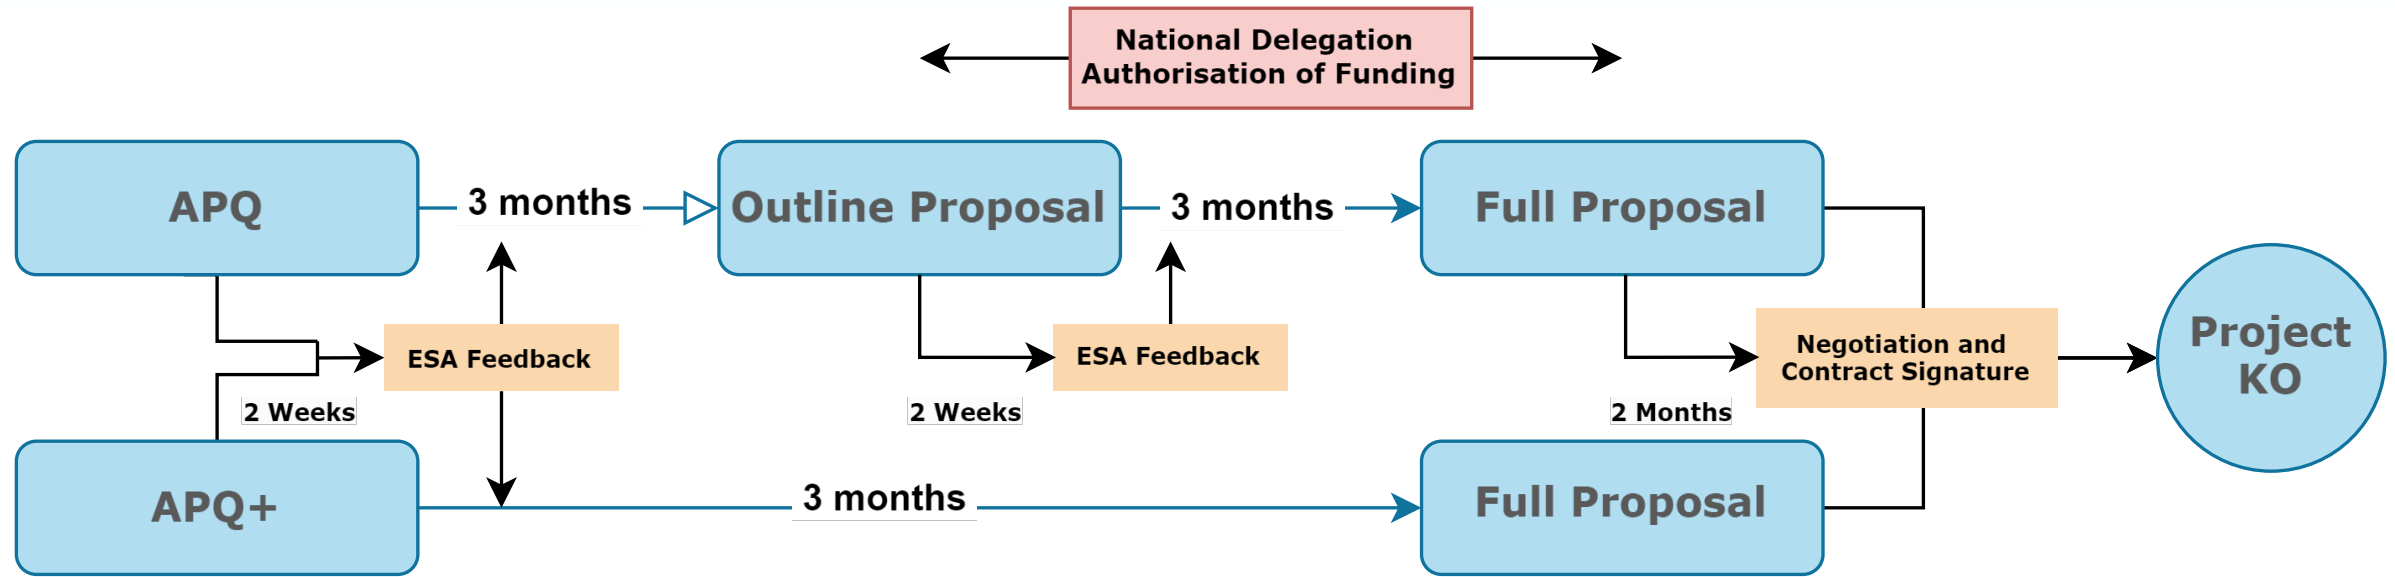 National Delegation
Authorisation of Funding
APQ
3 months
Outline Proposal
3 months
Full Proposal
ESA Feedback
ESA Feedback
Negotiation and
Contract Signature
Project
KO
2 Weeks
2 Weeks
2 Months
APQ+
3 months
Full Proposal